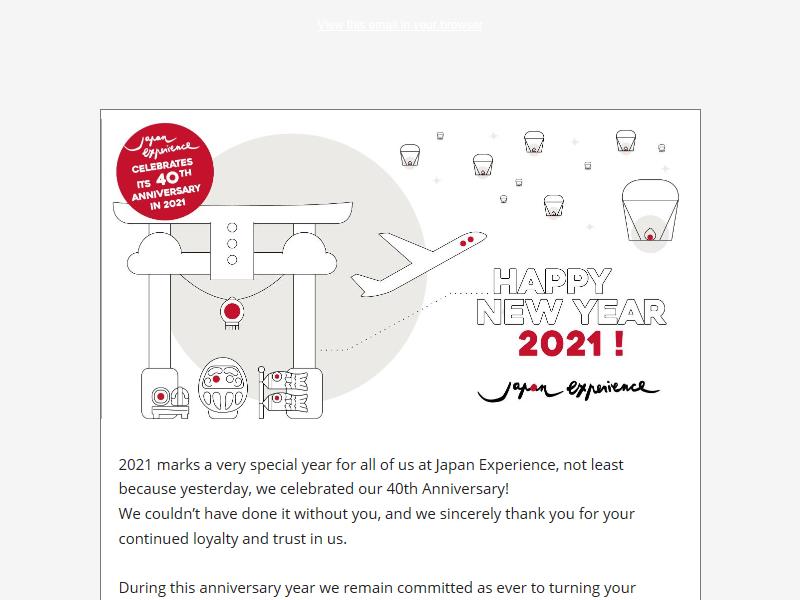 View this email in your browser
Japan
experience
CELEBRATES
ITS 40TH
ANNIVERSARY
IN 2021
HAPPY
NEW YEAR
2021 !
Japan experience
2021 marks a very special year for all of us at Japan Experience, not least
because yesterday, we celebrated our 40th Anniversary!
We couldn’t have done it without you, and we sincerely thank you for your
continued loyalty and trust in us.
During this anniversary year we remain committed as ever to turning your